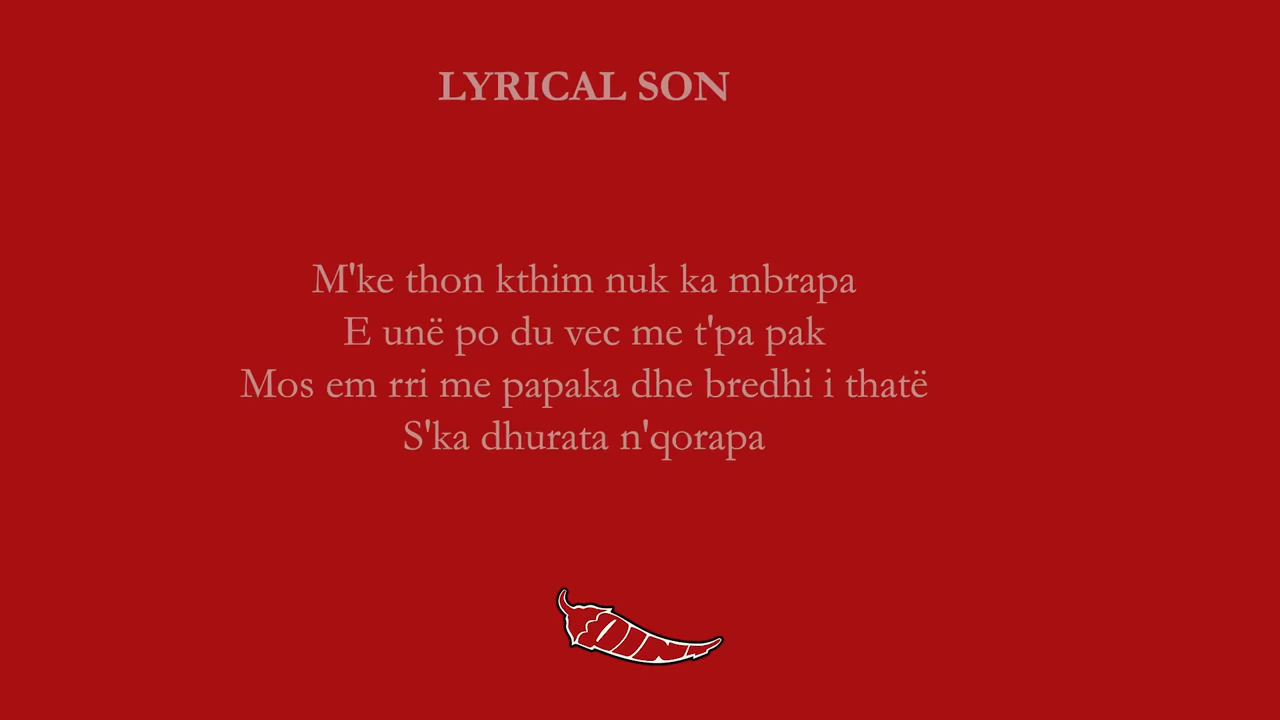 LYRICAL SON
M'ke thon kthim nuk ka mbrapa
E unë po du vec me t'pa pak
Mos em rri me papaka dhe bredhi i thatë
S'ka dhurata n'qorapa